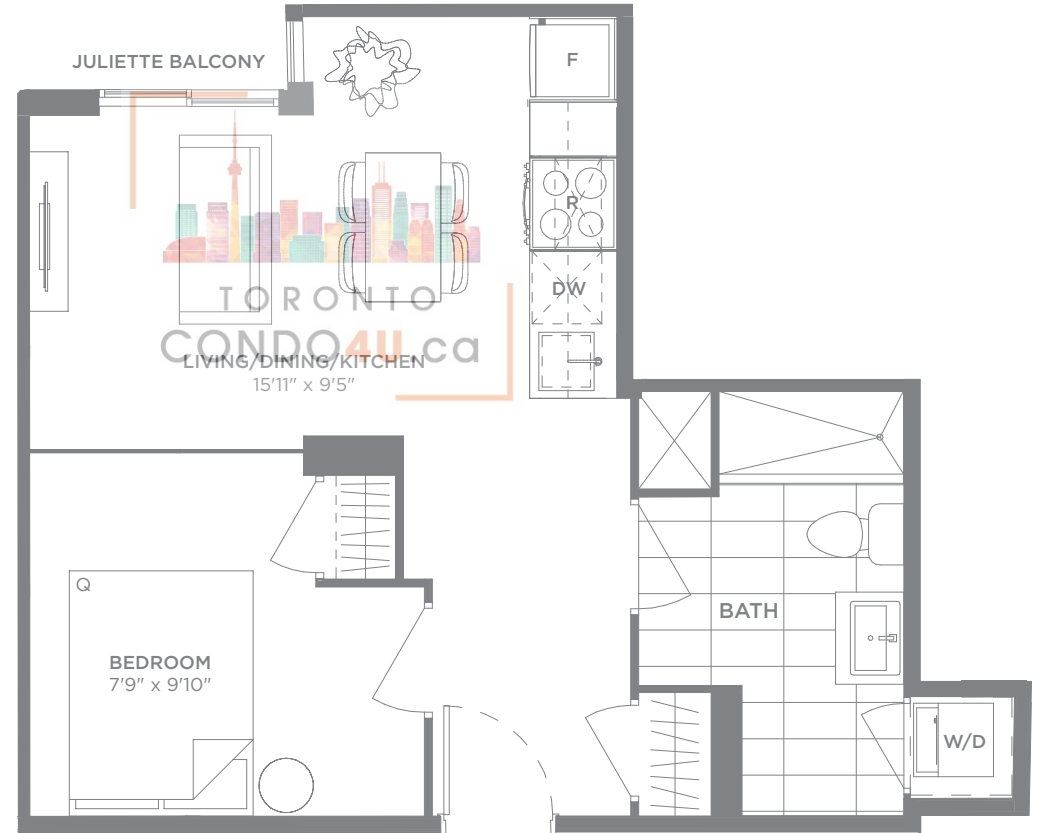 JULIETTE BALCONY
F
R
DW
TORONTO
CONDO4U.ca
LIVING/DINING/KITCHEN
15'11" x 9'5"
Q
BATH
BEDROOM
7'9" x 9'10"
W/D